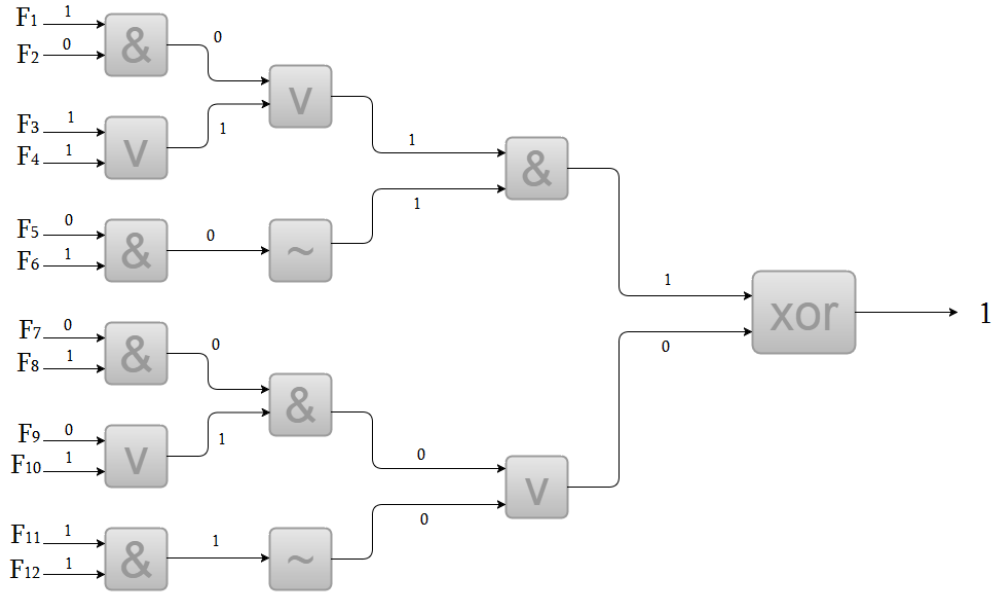 F1 1
& 0
F2 0
v
F3 1
v 1
F4 1
1
&
F5 0
& 0 ~ 1
F6 1
1
xor 1
F7 0
& 0
F8 1
0
&
F9 0
v 1
F10 1
0
v
0
F11 1
& 1 ~
F12 1